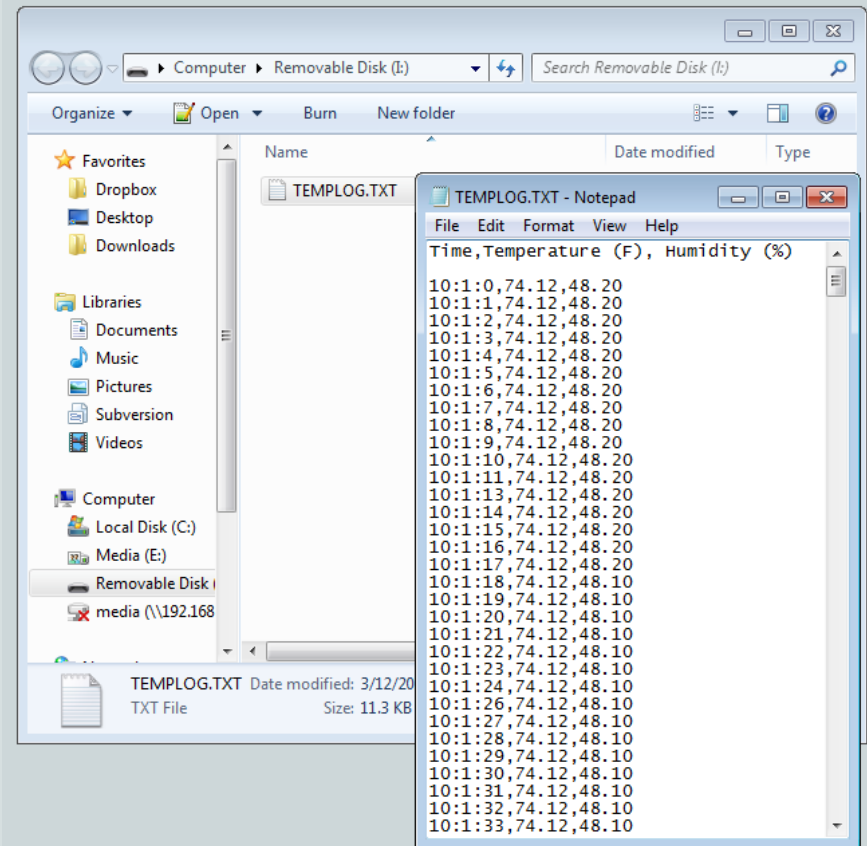 Computer ▸ Removable Disk (I:)
Search Removable Disk (I:)
Organize
Open
Burn
New folder
Favorites
Dropbox
Desktop
Downloads
Libraries
Documents
Music
Pictures
Subversion
Videos
Computer
Local Disk (C:)
Media (E:)
Removable Disk (
media (\\192.168
Name
Date modified
Type
TEMPLOG.TXT
TEMPLOG.TXT Date modified: 3/12/20
TXT File Size: 11.3 KB
TEMPLOG.TXT - Notepad
File Edit Format View Help
Time,Temperature (F), Humidity (%)
10:1:0,74.12,48.20
10:1:1,74.12,48.20
10:1:2,74.12,48.20
10:1:3,74.12,48.20
10:1:4,74.12,48.20
10:1:5,74.12,48.20
10:1:6,74.12,48.20
10:1:7,74.12,48.20
10:1:8,74.12,48.20
10:1:9,74.12,48.20
10:1:10,74.12,48.20
10:1:11,74.12,48.20
10:1:13,74.12,48.20
10:1:14,74.12,48.20
10:1:15,74.12,48.20
10:1:16,74.12,48.20
10:1:17,74.12,48.20
10:1:18,74.12,48.10
10:1:19,74.12,48.10
10:1:20,74.12,48.10
10:1:21,74.12,48.10
10:1:22,74.12,48.10
10:1:23,74.12,48.10
10:1:24,74.12,48.10
10:1:26,74.12,48.10
10:1:27,74.12,48.10
10:1:28,74.12,48.10
10:1:29,74.12,48.10
10:1:30,74.12,48.10
10:1:31,74.12,48.10
10:1:32,74.12,48.10
10:1:33,74.12,48.10